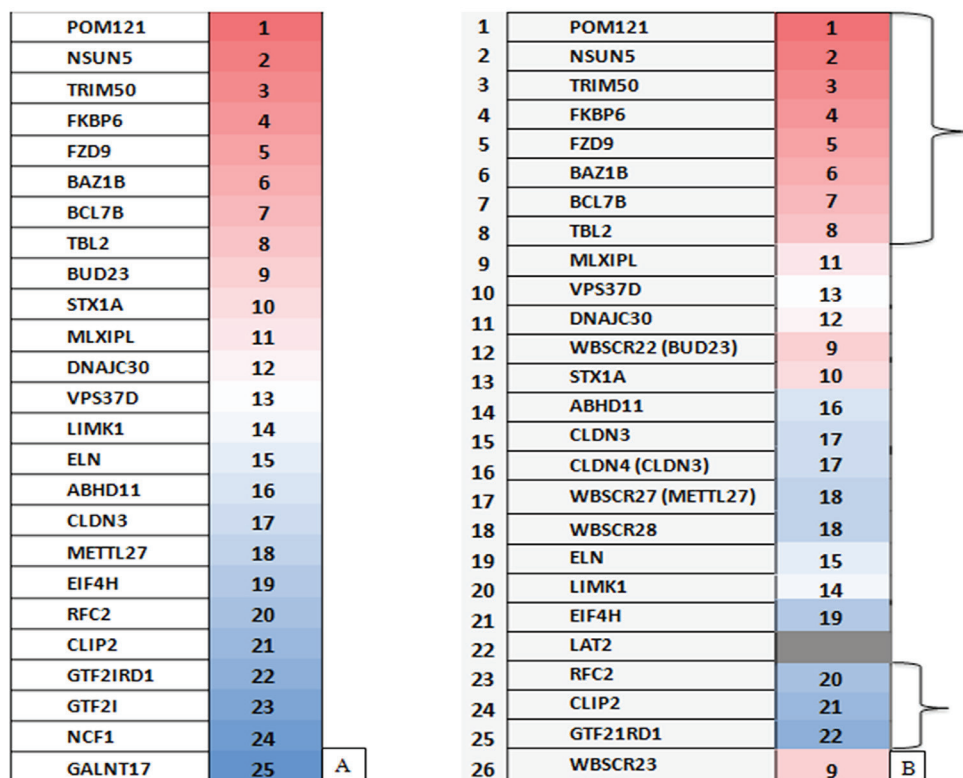 POM121 1
NSUN5 2
TRIM50 3
FKBP6 4
FZD9 5
BAZ1B 6
BCL7B 7
TBL2 8
BUD23 9
STX1A 10
MLXIPL 11
DNAJC30 12
VPS37D 13
LIMK1 14
ELN 15
ABHD11 16
CLDN3 17
METTL27 18
EIF4H 19
RFC2 20
CLIP2 21
GTF2IRD1 22
GTF2I 23
NCF1 24
GALNT17 25
A
1 POM121 1
2 NSUN5 2
3 TRIM50 3
4 FKBP6 4
5 FZD9 5
6 BAZ1B 6
7 BCL7B 7
8 TBL2 8
9 MLXIPL 11
10 VPS37D 13
11 DNAJC30 12
12 WBSCR22 (BUD23) 9
13 STX1A 10
14 ABHD11 16
15 CLDN3 17
16 CLDN4 (CLDN3) 17
17 WBSCR27 (METTL27) 18
18 WBSCR28 18
19 ELN 15
20 LIMK1 14
21 EIF4H 19
22 LAT2
23 RFC2 20
24 CLIP2 21
25 GTF21RD1 22
26 WBSCR23 9
B